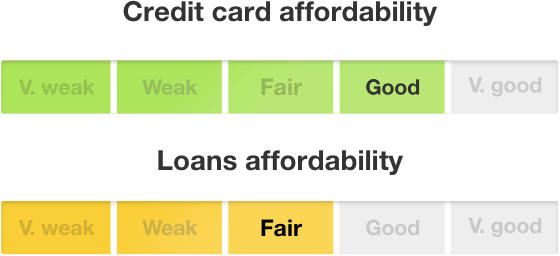 Credit card affordability
V. weak Weak Fair Good V. good
Loans affordability
V. weak Weak Fair Good V. good